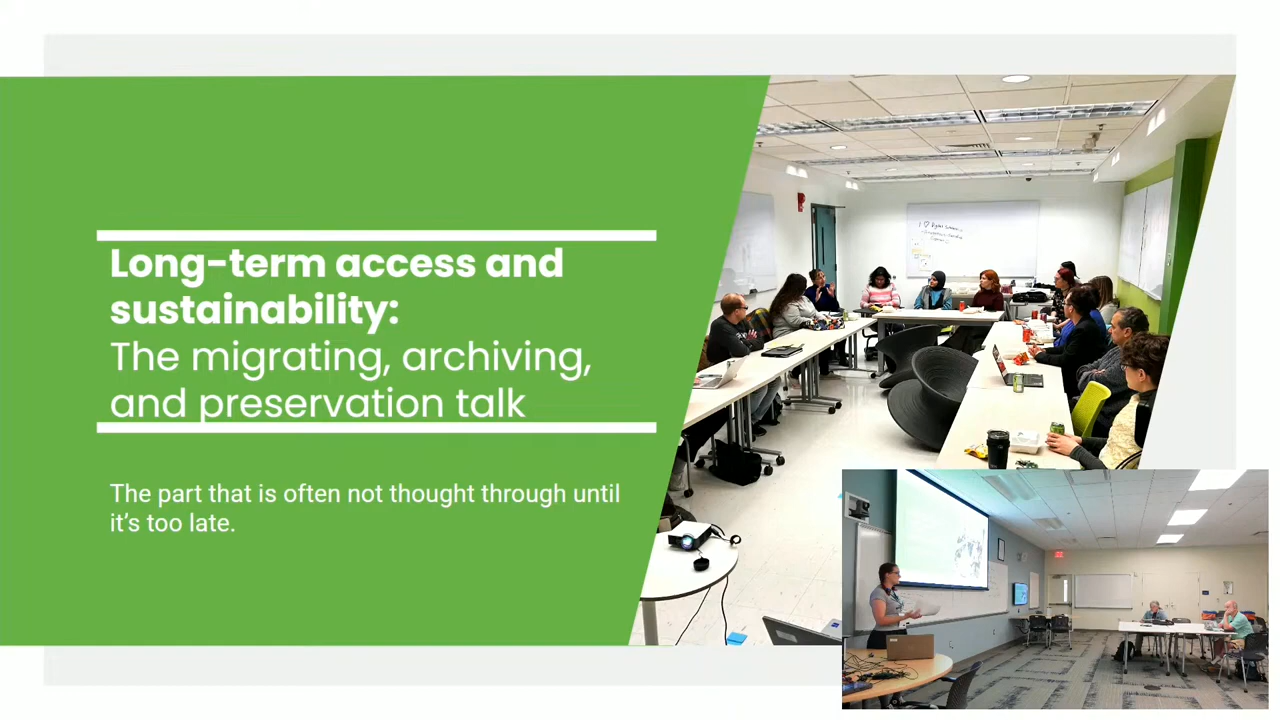 Long-term access and
sustainability:
The migrating, archiving,
and preservation talk
The part that is often not thought through until
it's too late.